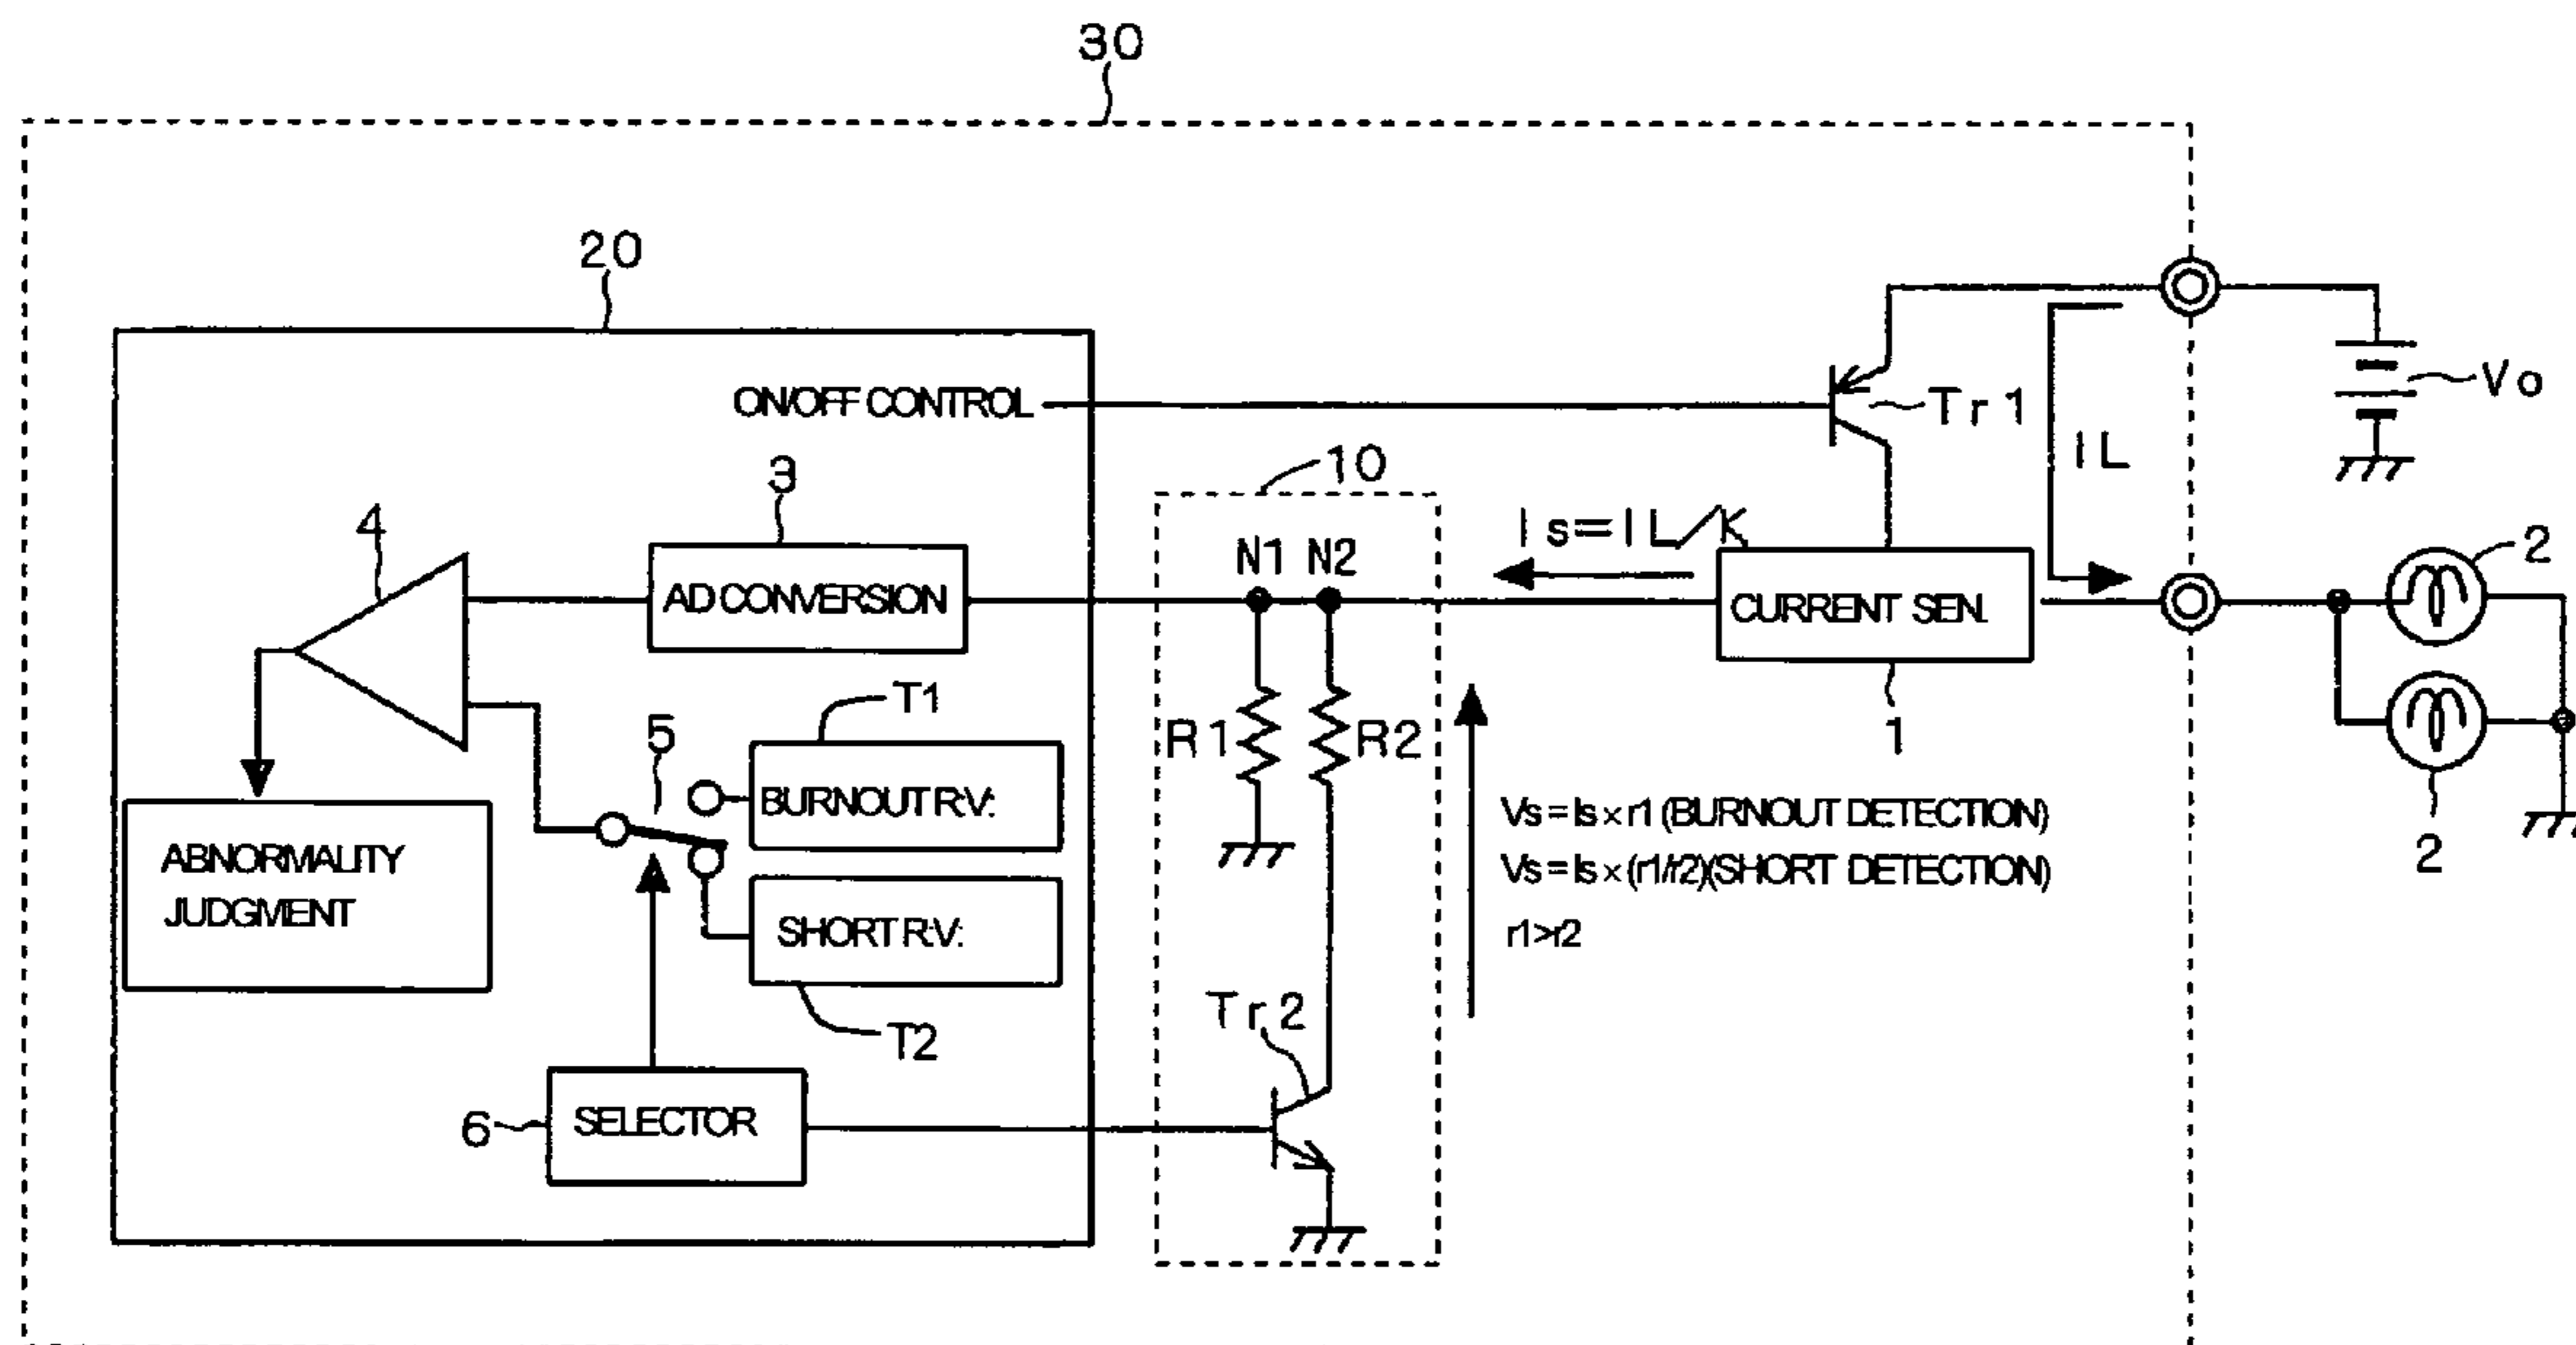 30
20
ON/OFF CONTROL
Tr1
Vo
IL
10
3
4
Is=IL/K
N1 N2
2
AD CONVERSION
CURRENT SEN.
T1
R1
R2
1
5
BURNOUT R.V.:
2
Vs = Is × r1 (BURNOUT DETECTION)
ABNORMALITY
JUDGMENT
Vs = Is × (r1/r2)(SHORT DETECTION)
SHORT R.V.:
r1>r2
T2
Tr2
6
SELECTOR